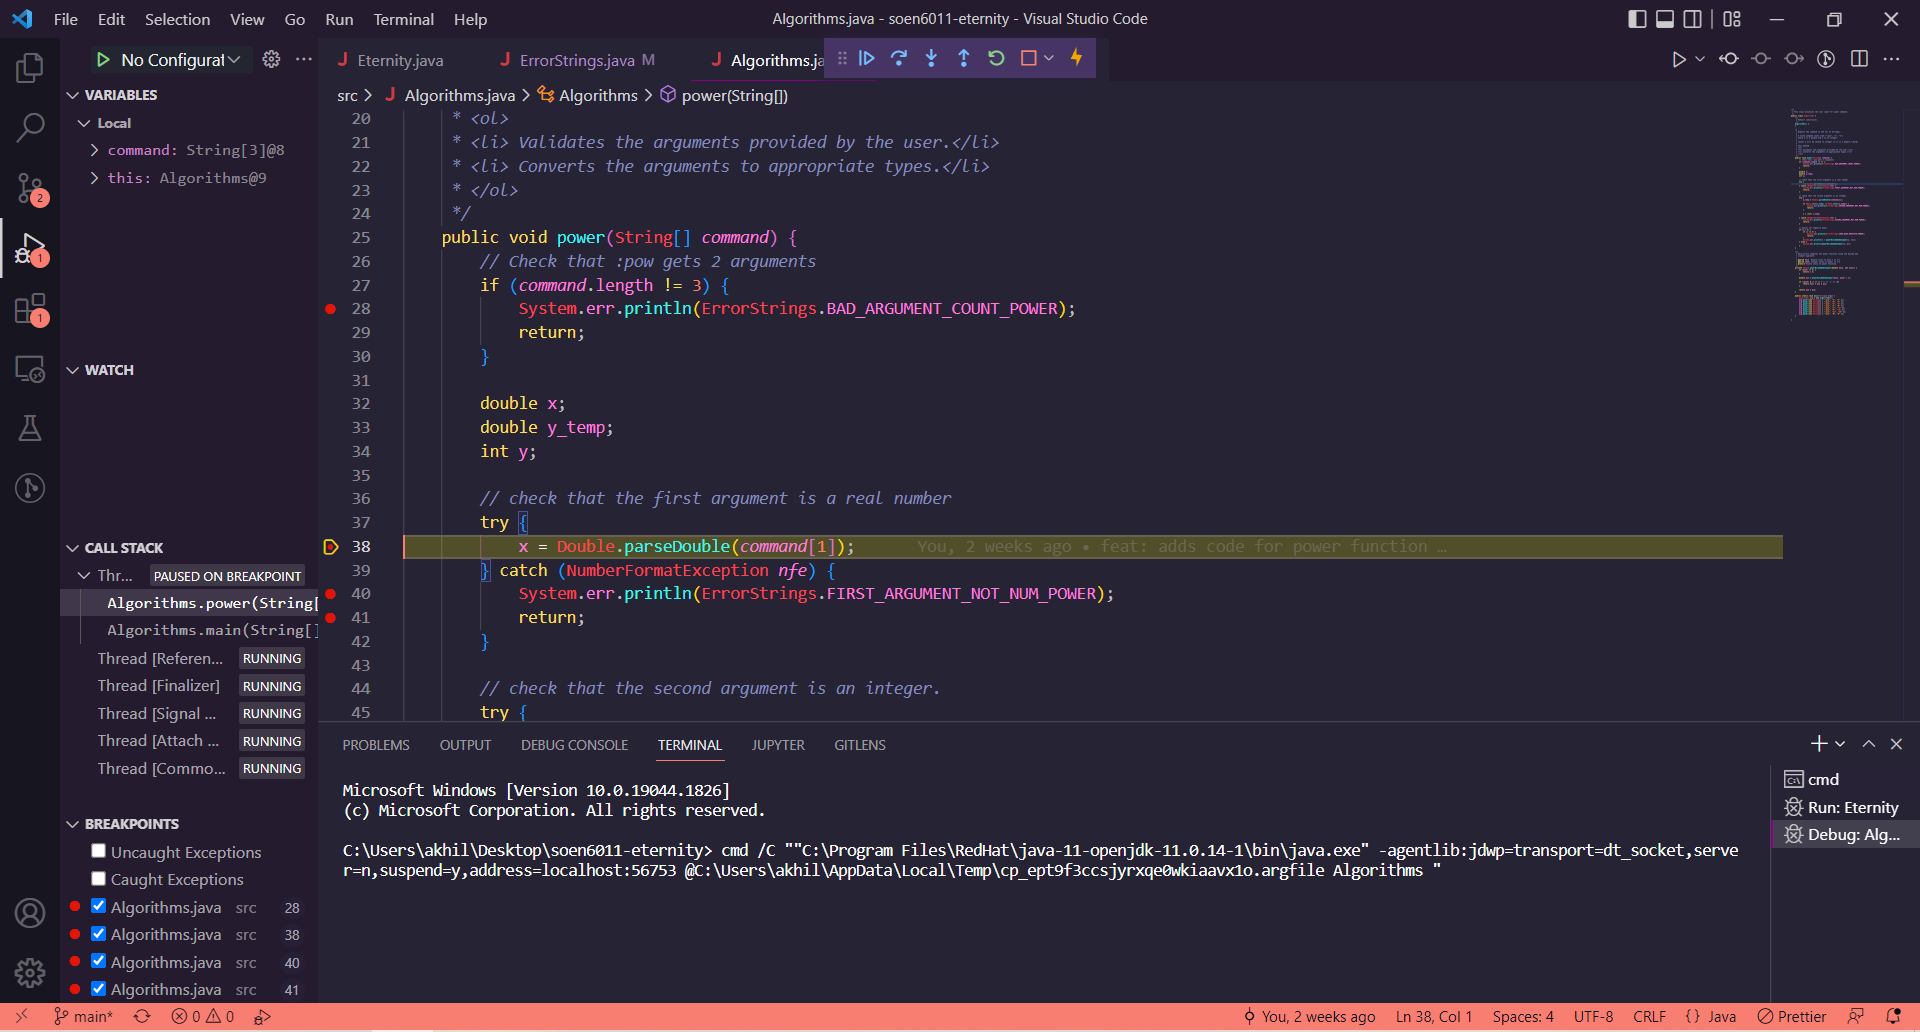 File Edit Selection View Go Run Terminal Help
Algorithms.java - soen6011-eternity - Visual Studio Code
No Configurat
Eternity.java
ErrorStrings.java M
Algorithms.ja
src > Algorithms.java > Algorithms > power(String[])
VARIABLES
Local
command: String[3]@8
this: Algorithms@9
WATCH
CALL STACK
Thr... PAUSED ON BREAKPOINT
Algorithms.power(String[
Algorithms.main(String[]
Thread [Referen... RUNNING
Thread [Finalizer] RUNNING
Thread [Signal ... RUNNING
Thread [Attach ... RUNNING
Thread [Commo... RUNNING
BREAKPOINTS
Uncaught Exceptions
Caught Exceptions
Algorithms.java src 28
Algorithms.java src 38
Algorithms.java src 40
Algorithms.java src 41
2
1
1
20 * <ol>
21 * <li> Validates the arguments provided by the user.</li>
22 * <li> Converts the arguments to appropriate types.</li>
23 * </ol>
24 */
25 public void power(String[] command) {
26 // Check that :pow gets 2 arguments
27 if (command.length != 3) {
28 System.err.println(ErrorStrings.BAD_ARGUMENT_COUNT_POWER);
29 return;
30 }
31
32 double x;
33 double y_temp;
34 int y;
35
36 // check that the first argument is a real number
37 try {
38 x = Double.parseDouble(command[1]); You, 2 weeks ago • feat: adds code for power function …
39 } catch (NumberFormatException nfe) {
40 System.err.println(ErrorStrings.FIRST_ARGUMENT_NOT_NUM_POWER);
41 return;
42 }
43
44 // check that the second argument is an integer.
45 try {
PROBLEMS OUTPUT DEBUG CONSOLE TERMINAL JUPYTER GITLENS
Microsoft Windows [Version 10.0.19044.1826]
(c) Microsoft Corporation. All rights reserved.
C:\Users\akhil\Desktop\soen6011-eternity> cmd /C ""C:\Program Files\RedHat\java-11-openjdk-11.0.14-1\bin\java.exe" -agentlib:jdwp=transport=dt_socket,serve
r=n,suspend=y,address=localhost:56753 @C:\Users\akhil\AppData\Local\Temp\cp_ept9f3ccsjyrxqe0wkiaavx1o.argfile Algorithms "
cmd
Run: Eternity
Debug: Alg...
main* 0 0
You, 2 weeks ago Ln 38, Col 1 Spaces: 4 UTF-8 CRLF {} Java Prettier